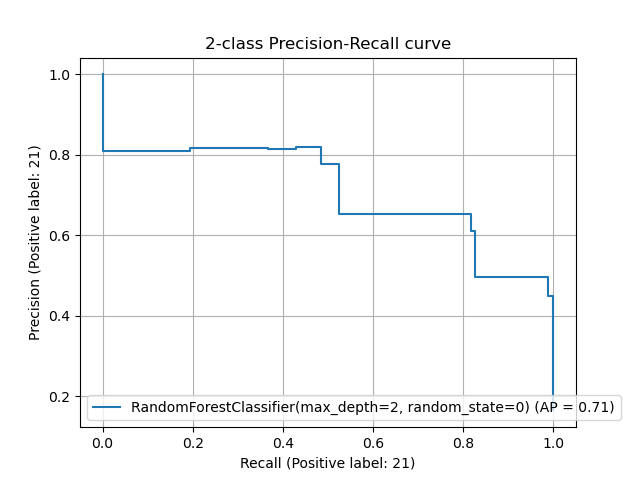 2-class Precision-Recall curve
1.0
0.8
0.6
0.4
0.2
Precision (Positive label: 21)
RandomForestClassifier(max_depth=2, random_state=0) (AP = 0.71)
0.0 0.2 0.4 0.6 0.8 1.0
Recall (Positive label: 21)